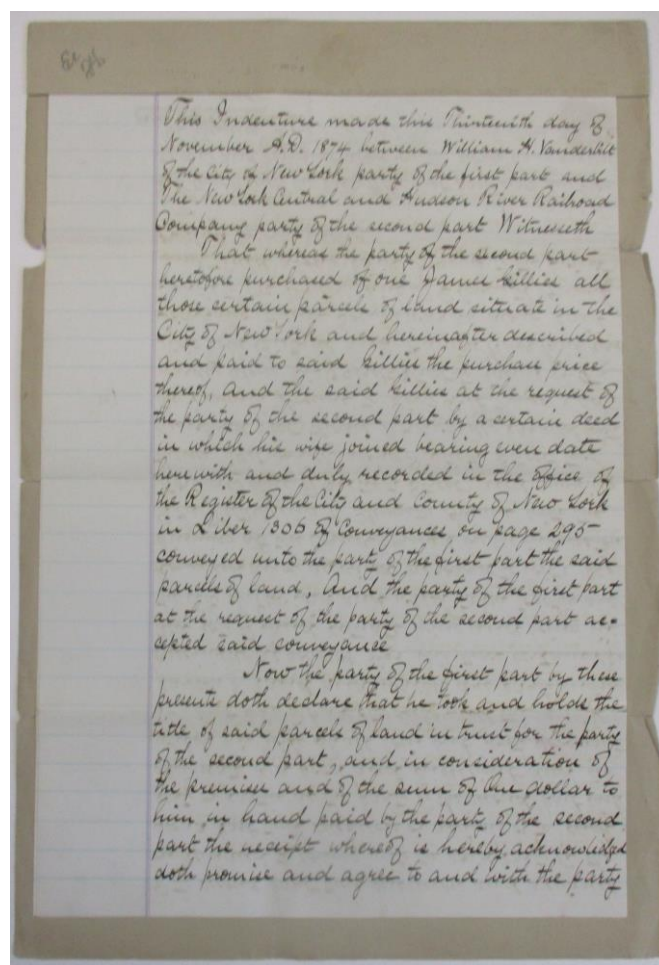 This Indenture made this Thirteenth day of
November A.D. 1874 between William H. Vanderbilt
of the City of New York party of the first part and
The New York Central and Hudson River Railroad
Company party of the second part Witnesseth
That whereas the party of the second part
heretofore purchased of one James Gillies all
those certain parcels of land situate in the
City of New York and hereinafter described
and paid to said Gillies the purchase price
thereof, and the said Gillies at the request of
the party of the second part by a certain deed
in which his wife joined bearing even date
herewith and duly recorded in the office of
the Register of the City and County of New York
in Liber 1306 of Conveyances on page 295
conveyed unto the party of the first part the said
parcels of land, And the party of the first part
at the request of the party of the second part ac-
cepted said conveyance
Now the party of the first part by these
presents doth declare that he took and holds the
title of said parcels of land in trust for the party
of the second part, and in consideration of
the premises and of the sum of One dollar to
him in hand paid by the party of the second
part the receipt whereof is hereby acknowledged
doth promise and agree to and with the party